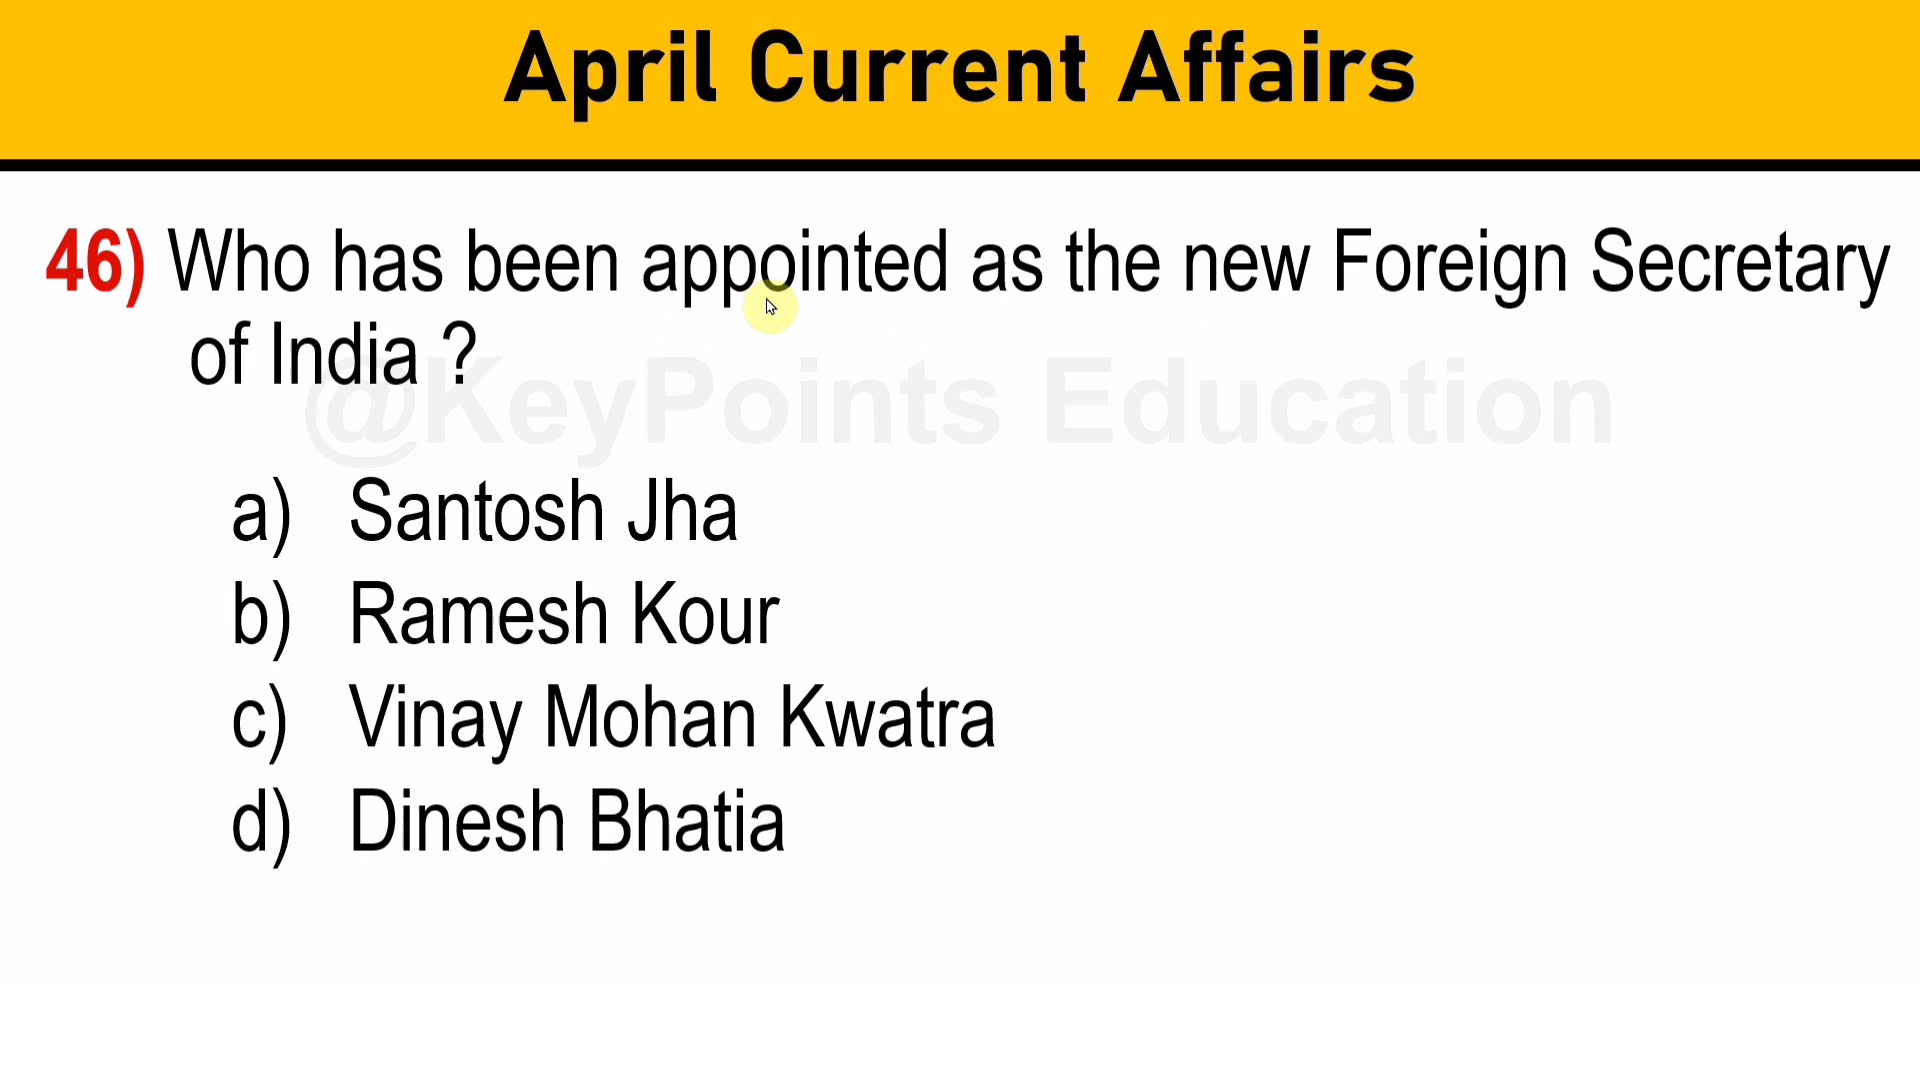 April Current Affairs
46) Who has been appointed as the new Foreign Secretary
of India ?
@KeyPoints Education
a) Santosh Jha
b) Ramesh Kour
c) Vinay Mohan Kwatra
d) Dinesh Bhatia